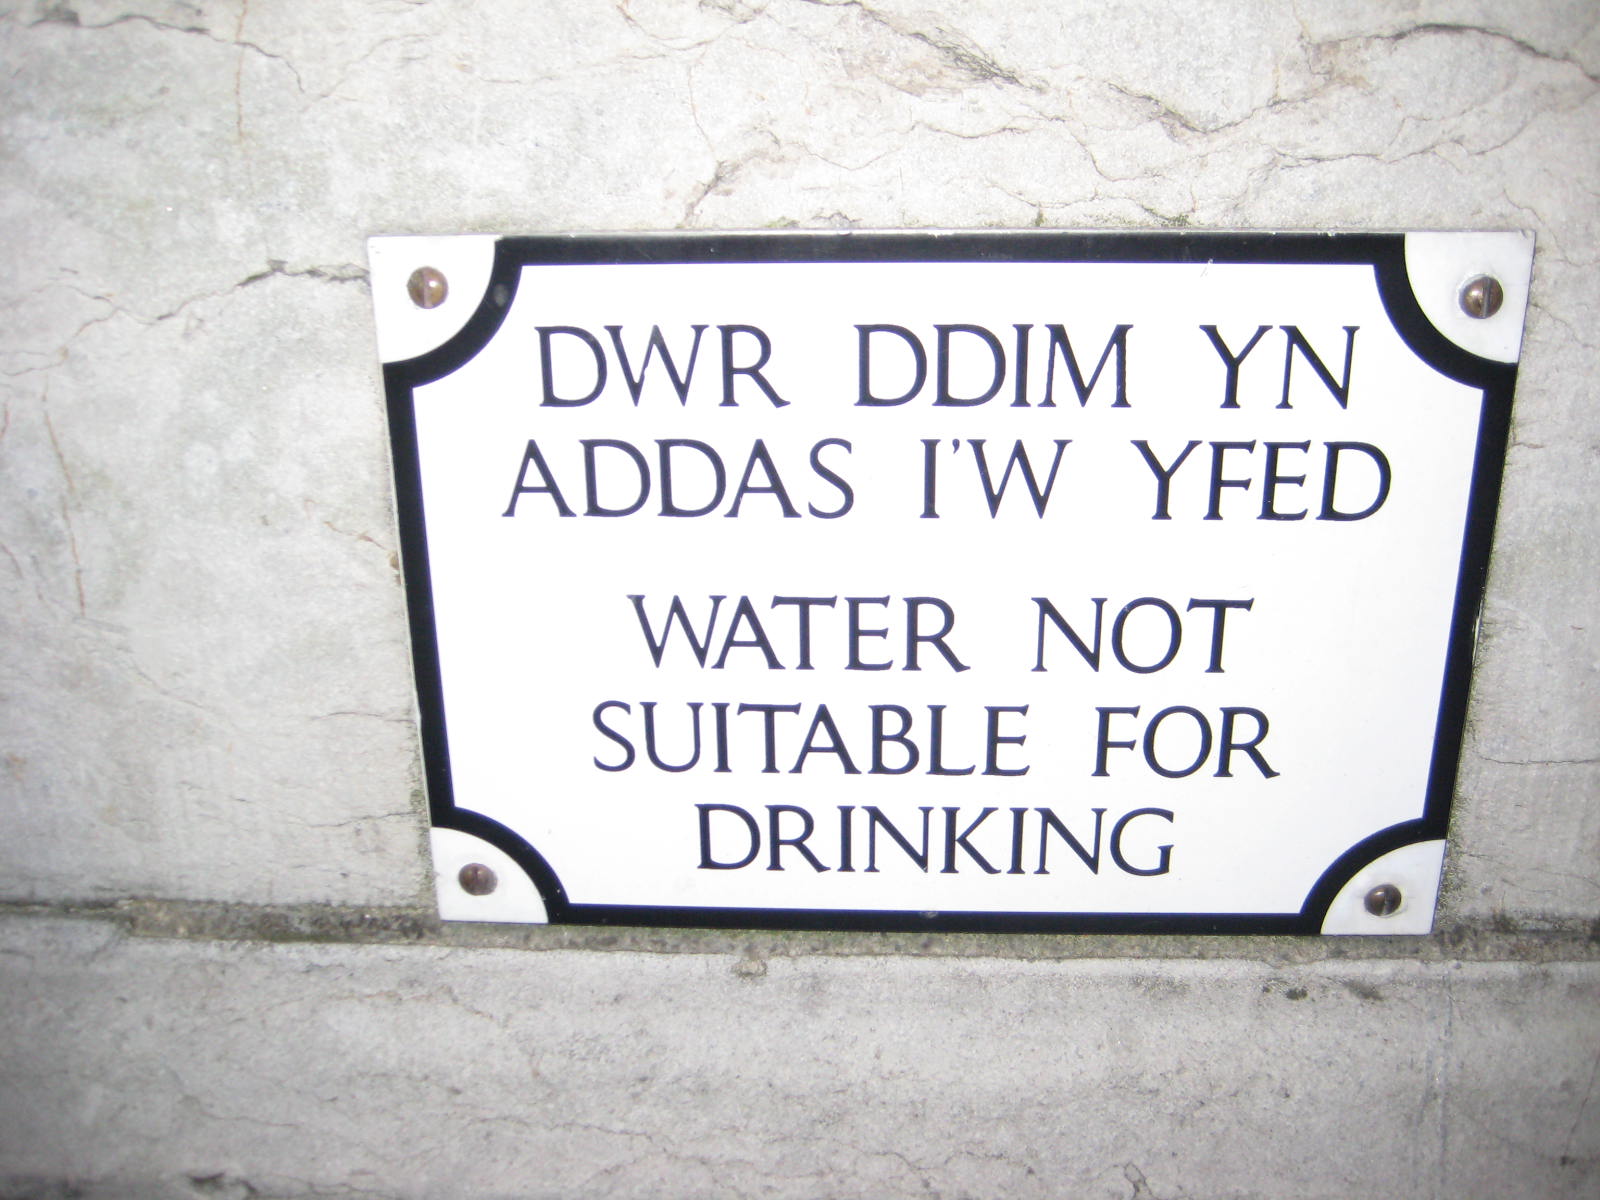 DWR DDIM YN
ADDAS I'W YFED
WATER NOT
SUITABLE FOR
DRINKING